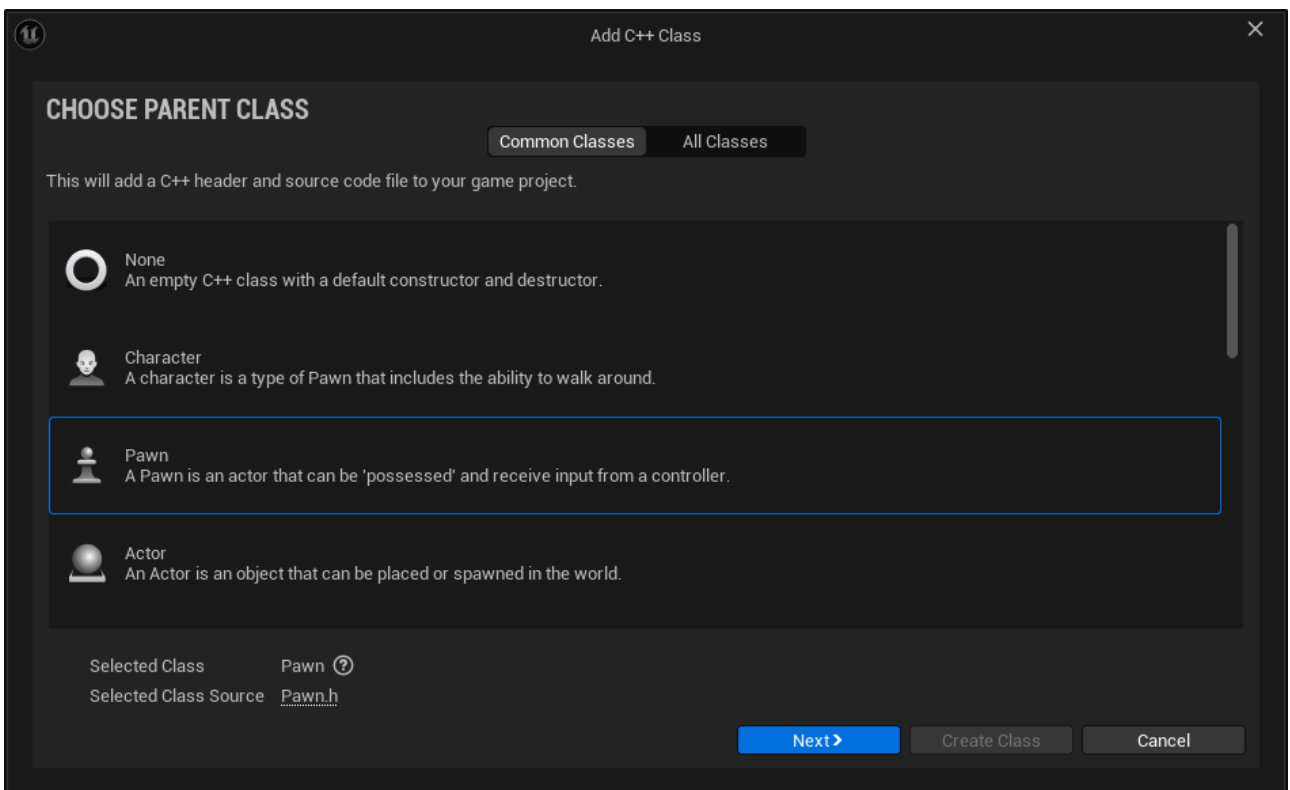 Add C++ Class
CHOOSE PARENT CLASS
Common Classes
All Classes
This will add a C++ header and source code file to your game project.
None
An empty C++ class with a default constructor and destructor.
Character
A character is a type of Pawn that includes the ability to walk around.
Pawn
A Pawn is an actor that can be 'possessed' and receive input from a controller.
Actor
An Actor is an object that can be placed or spawned in the world.
Selected Class Pawn ?
Selected Class Source Pawn.h
Next
Create Class
Cancel